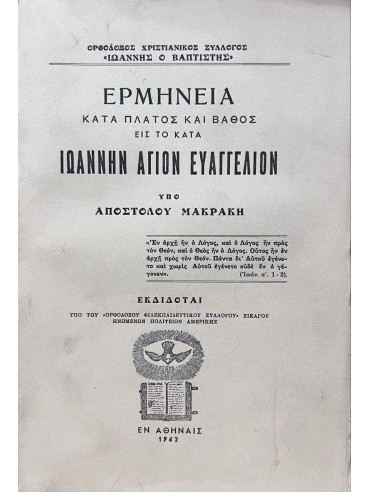 ΟΡΘΟΔΟΞΟΣ ΧΡΙΣΤΙΑΝΙΚΟΣ ΣΥΛΛΟΓΟΣ
«ΙΩΑΝΝΗΣ Ο ΒΑΠΤΙΣΤΗΣ»
ΕΡΜΗΝΕΙΑ
ΚΑΤΑ ΠΛΑΤΟΣ ΚΑΙ ΒΑΘΟΣ
ΕΙΣ ΤΟ ΚΑΤΑ
ΙΩΑΝΝΗΝ ΑΓΙΟΝ ΕΥΑΓΓΕΛΙΟΝ
ΥΠΟ
ΑΠΟΣΤΟΛΟΥ ΜΑΚΡΑΚΗ
«Ἐν ἀρχῇ ἦν ὁ Λόγος, καὶ ὁ Λόγος ἦν πρὸς
τὸν Θεόν, καὶ ὁ Θεὸς ἦν ὁ Λόγος. Οὗτος ἦν ἐν
ἀρχῇ πρὸς τὸν Θεόν. Πάντα δι' Αὐτοῦ ἐγένε-
το καὶ χωρὶς Αὐτοῦ ἐγένετο οὐδὲ ἓν ὃ γέ-
γονεν». (Ἰωάν. α'. 1 - 2).
ΕΚΔΙΔΟΤΑΙ
ΥΠΟ ΤΟΥ «ΟΡΘΟΔΟΞΟΥ ΦΙΛΕΚΠΑΙΔΕΥΤΙΚΟΥ ΣΥΛΛΟΓΟΥ» ΣΙΚΑΓΟΥ
ΗΝΩΜΕΝΩΝ ΠΟΛΙΤΕΙΩΝ ΑΜΕΡΙΚΗΣ
ΕΝ ΑΘΗΝΑΙΣ
1962